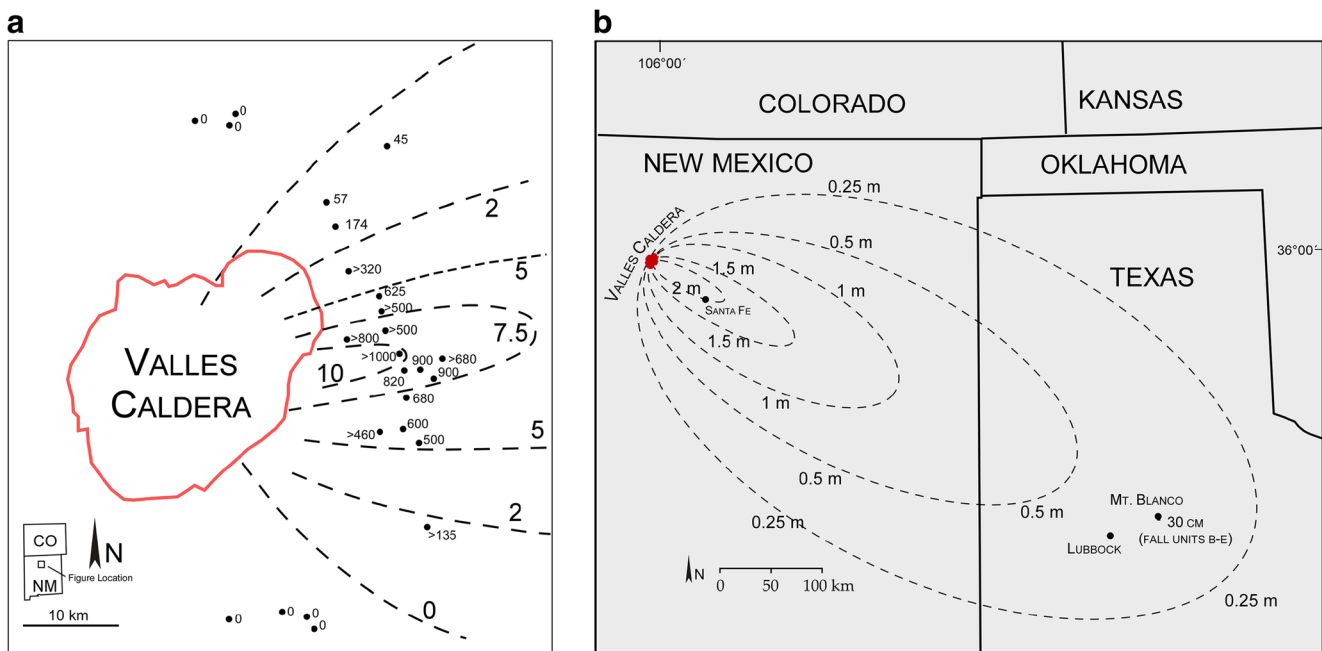 a
0
0
0
45
57
174
2
>320
5
625
>500
>500
7.5
>800
>1000
900
>680
10
820
900
680
VALLES
CALDERA
>460
600
500
5
2
>135
CO
NM
N
Figure Location
10 km
0
0
0
0
0
b
106°00´
COLORADO
KANSAS
NEW MEXICO
OKLAHOMA
0.25 m
VALLES CALDERA
0.5 m
36°00´
TEXAS
1.5 m
1 m
2 m
SANTA FE
1.5 m
1 m
0.5 m
0.5 m
0.25 m
MT. BLANCO
30 CM
(FALL UNITS B-E)
LUBBOCK
N
0 50 100 km
0.25 m